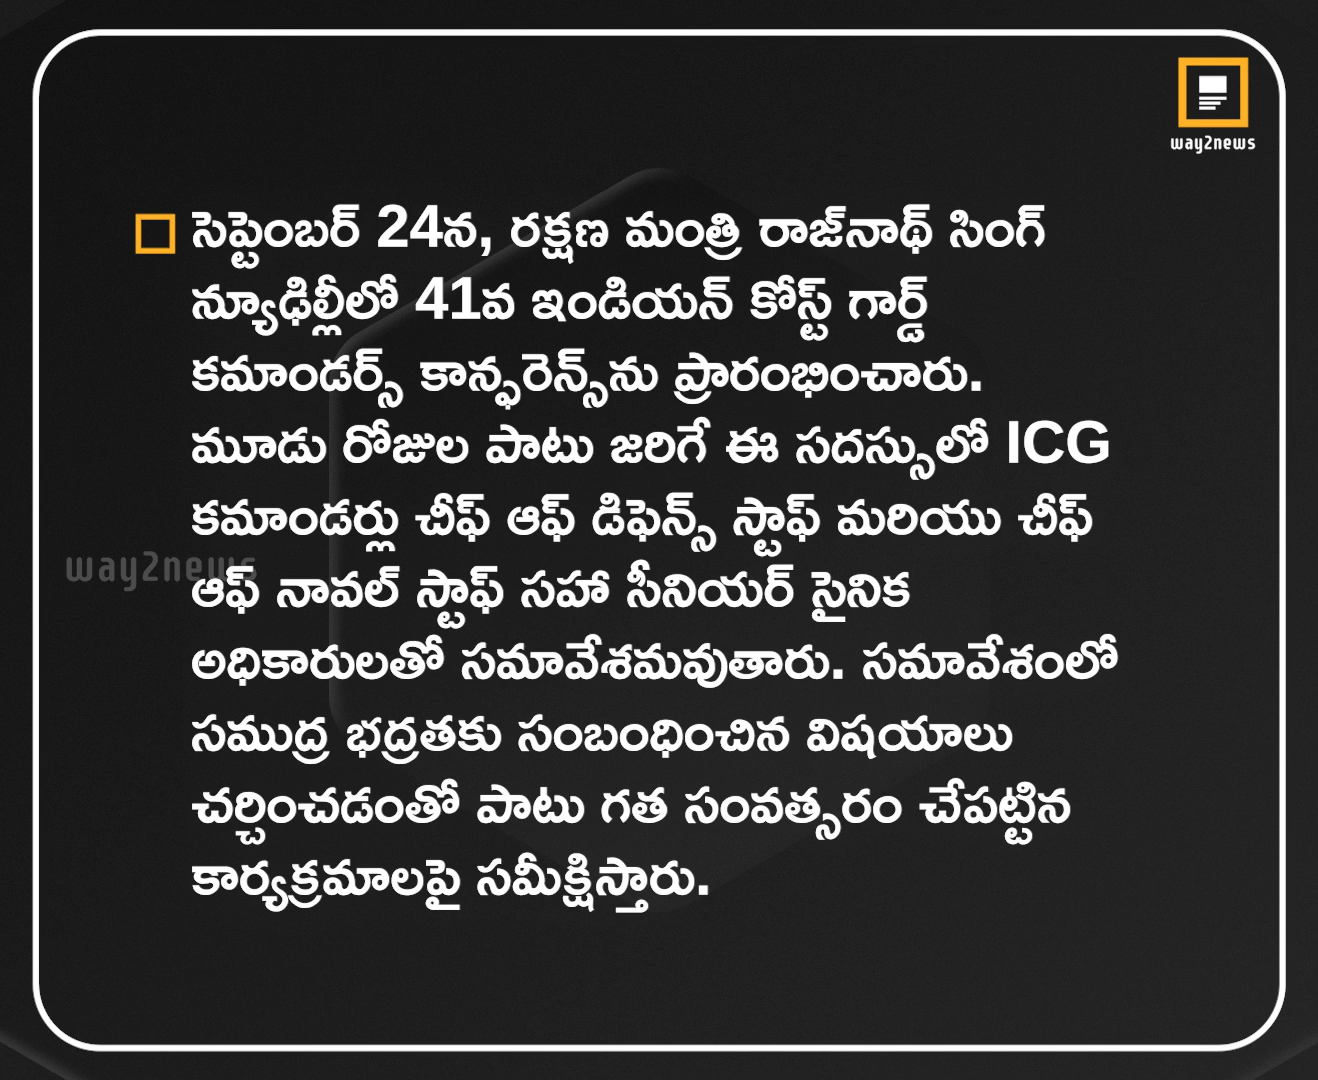 way2news
సెప్టెంబర్ 24న, రక్షణ మంత్రి రాజ్‌నాథ్ సింగ్
న్యూఢిల్లీలో 41వ ఇండియన్ కోస్ట్ గార్డ్
కమాండర్స్ కాన్ఫరెన్స్‌ను ప్రారంభించారు.
మూడు రోజుల పాటు జరిగే ఈ సదస్సులో ICG
కమాండర్లు చీఫ్ ఆఫ్ డిఫెన్స్ స్టాఫ్ మరియు చీఫ్
way2news
ఆఫ్ నావల్ స్టాఫ్ సహా సీనియర్ సైనిక
అధికారులతో సమావేశమవుతారు. సమావేశంలో
సముద్ర భద్రతకు సంబంధించిన విషయాలు
చర్చించడంతో పాటు గత సంవత్సరం చేపట్టిన
కార్యక్రమాలపై సమీక్షిస్తారు.